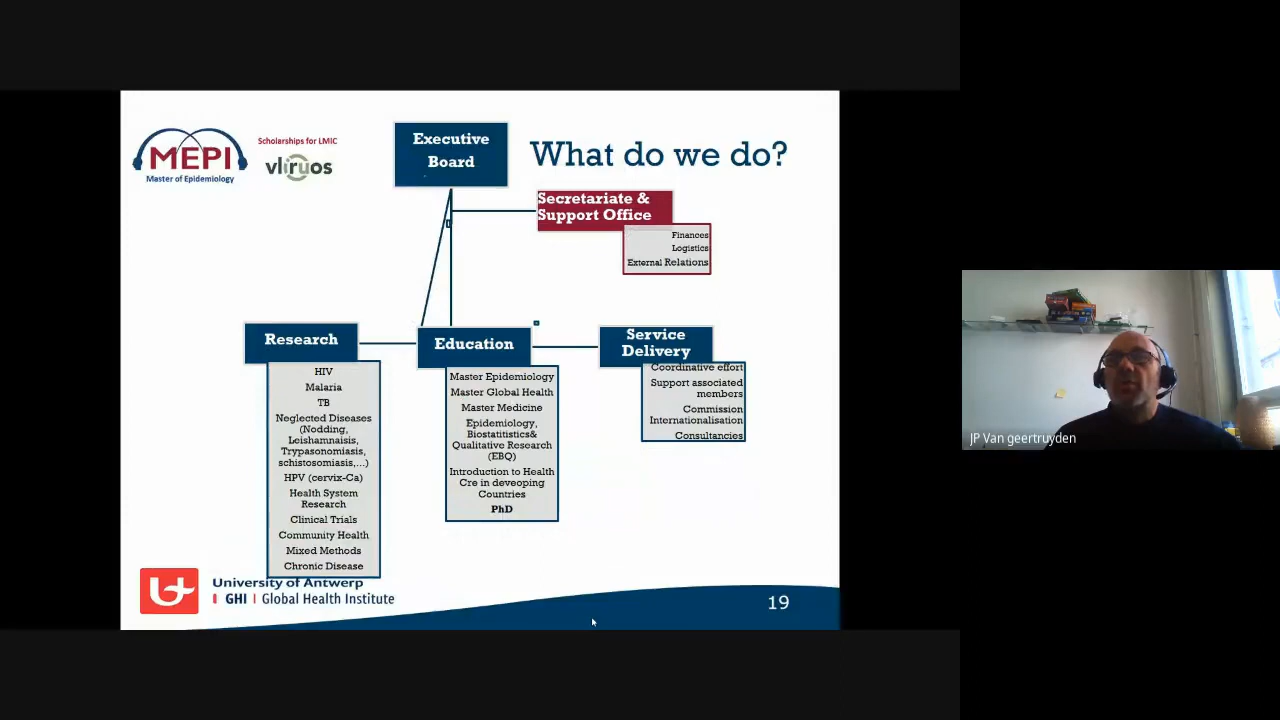 MEPI
Master of Epidemiology
Scholarships for LMIC
vliruos
Executive
Board
What do we do?
Secretariate &
Support Office
Finances
Logistics
External Relations
Research
HIV
Malaria
TB
Neglected Diseases
(Nodding,
Leishamnaisis,
Trypasonomiasis,
schistosomiasis,...)
HPV (cervix-Ca)
Health System
Research
Clinical Trials
Community Health
Mixed Methods
Chronic Disease
Education
Master Epidemiology
Master Global Health
Master Medicine
Epidemiology,
Biostatitistics&
Qualitative Research
(EBQ)
Introduction to Health
Cre in deveoping
Countries
PhD
Service
Delivery
Coordinative effort
Support associated
members
Commission
Internationalisation
Consultancies
University of Antwerp
GHI | Global Health Institute
19
JP Van geertruyden